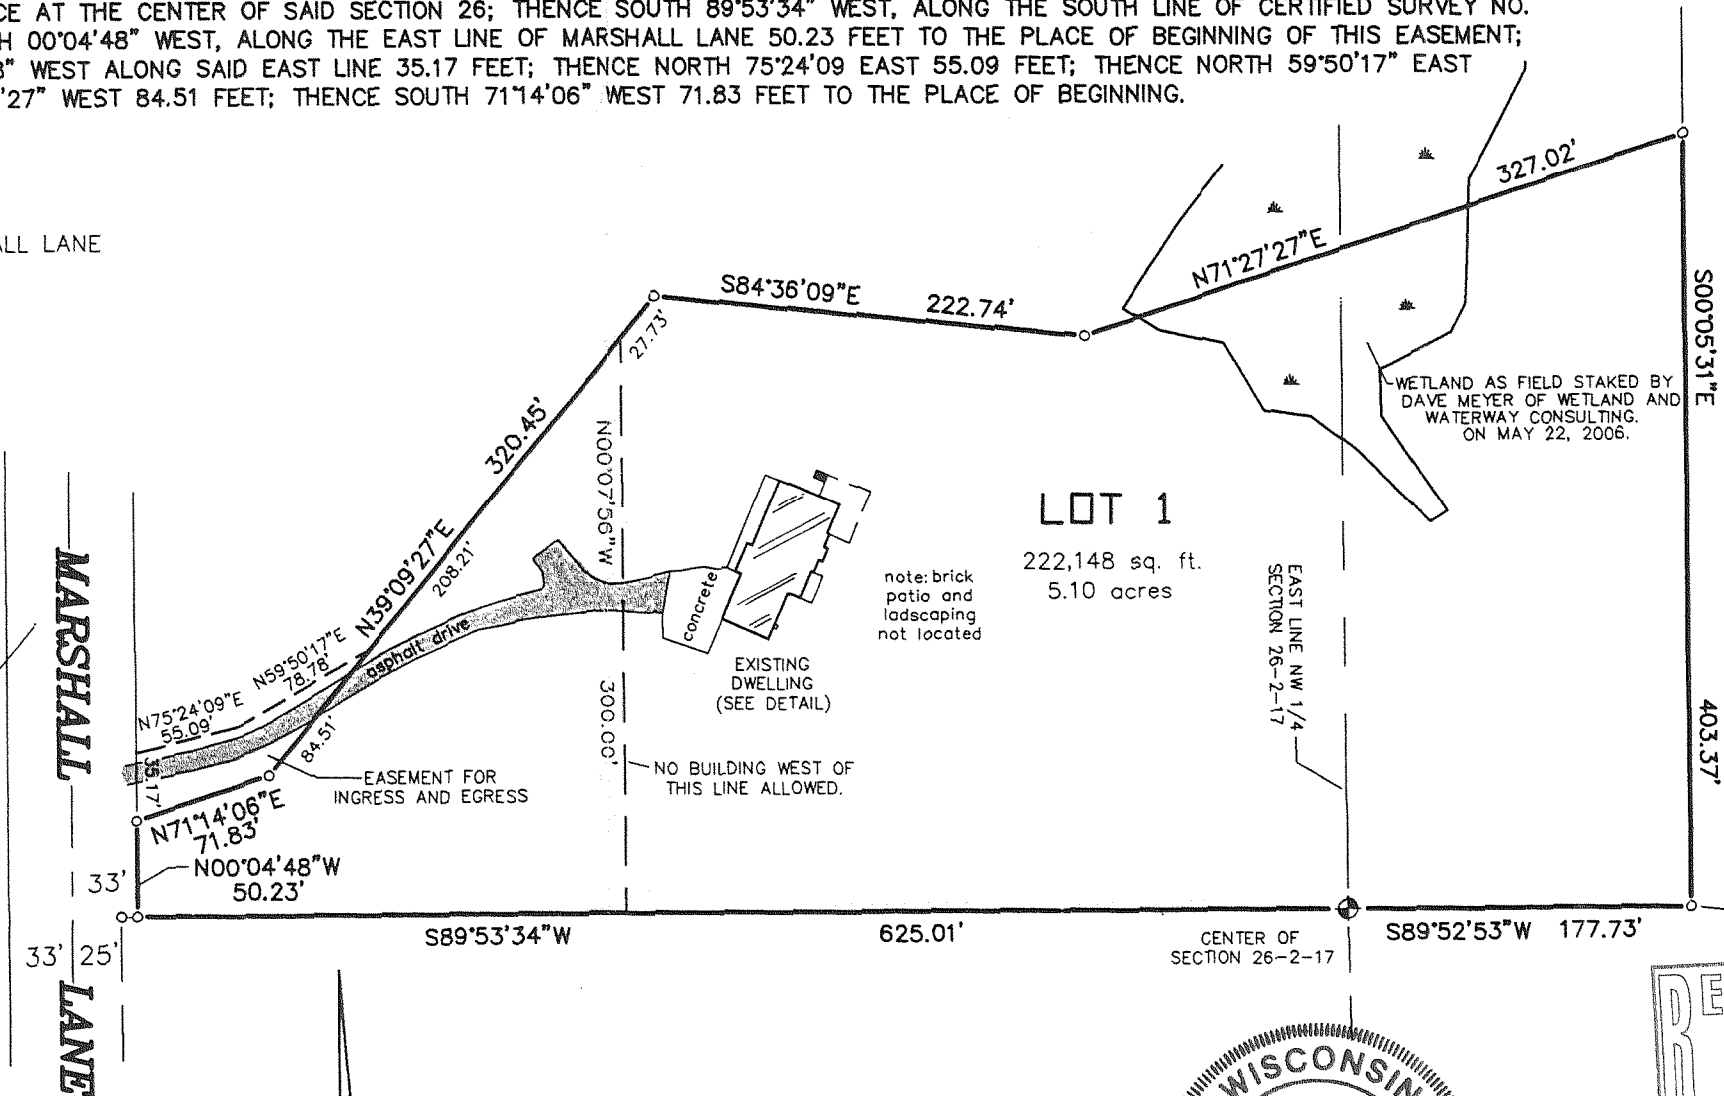 CE AT THE CENTER OF SAID SECTION 26; THENCE SOUTH 89°53'34" WEST, ALONG THE SOUTH LINE OF CERTIFIED SURVEY NO.
H 00°04'48" WEST, ALONG THE EAST LINE OF MARSHALL LANE 50.23 FEET TO THE PLACE OF BEGINNING OF THIS EASEMENT;
8" WEST ALONG SAID EAST LINE 35.17 FEET; THENCE NORTH 75°24'09 EAST 55.09 FEET; THENCE NORTH 59°50'17" EAST
'27" WEST 84.51 FEET; THENCE SOUTH 71°14'06" WEST 71.83 FEET TO THE PLACE OF BEGINNING.
327.02'
N71°27'27"E
ALL LANE
S84°36'09"E 222.74'
27.73'
S00°05'31"E
403.37'
WETLAND AS FIELD STAKED BY
DAVE MEYER OF WETLAND AND
WATERWAY CONSULTING.
ON MAY 22, 2006.
320.45'
N39°09'27"E
208.21'
N00°07'56"W
300.00'
LOT 1
222,148 sq. ft.
5.10 acres
note: brick
patio and
ladscaping
not located
EAST LINE NW 1/4
SECTION 26-2-17
concrete
asphalt drive
EXISTING
DWELLING
(SEE DETAIL)
N59°50'17"E
78.78'
N75°24'09"E
55.09'
84.51'
35.17'
EASEMENT FOR
INGRESS AND EGRESS
NO BUILDING WEST OF
THIS LINE ALLOWED.
N71°14'06"E
71.83'
N00°04'48"W
50.23'
33'
33' 25'
MARSHALL LANE
S89°53'34"W 625.01'
CENTER OF
SECTION 26-2-17
S89°52'53"W 177.73'
WISCONSIN
RE